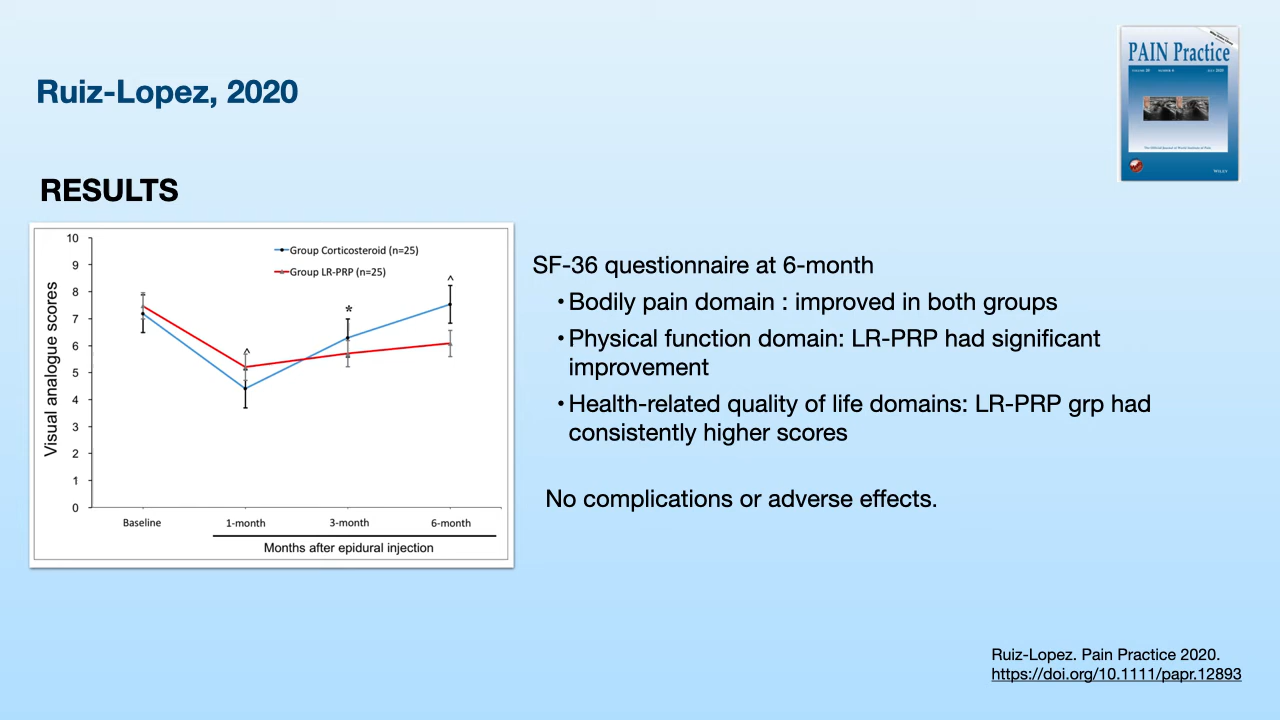 PAIN Practice
Ruiz-Lopez, 2020
RESULTS
10
9
8
7
6
5
4
3
2
1
0
Visual analogue scores
Group Corticosteroid (n=25)
Group LR-PRP (n=25)
^
*
^
Baseline
1-month
3-month
6-month
Months after epidural injection
SF-36 questionnaire at 6-month
• Bodily pain domain : improved in both groups
• Physical function domain: LR-PRP had significant
improvement
• Health-related quality of life domains: LR-PRP grp had
consistently higher scores
No complications or adverse effects.
Ruiz-Lopez. Pain Practice 2020.
https://doi.org/10.1111/papr.12893